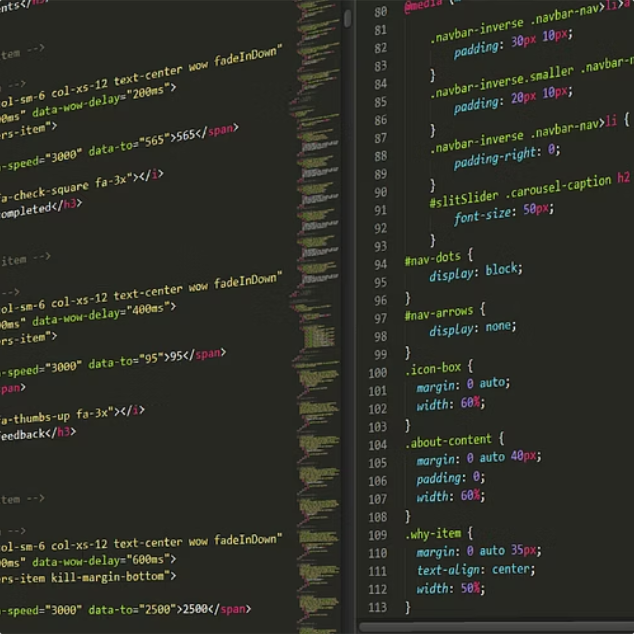 nts</
tem -->
-->
ol-sm-6 col-xs-12 text-center wow fadeInDown"
0ms" data-wow-delay="200ms">
rs-item">
-speed="3000" data-to="565">565</span>
fa-check-square fa-3x"></i>
ompleted</h3>
item -->
-->
ol-sm-6 col-xs-12 text-center wow fadeInDown"
0ms" data-wow-delay="400ms">
rs-item">
-speed="3000" data-to="95">95</span>
pan>
fa-thumbs-up fa-3x"></i>
eedback</h3>
tem -->
-->
ol-sm-6 col-xs-12 text-center wow fadeInDown"
0ms" data-wow-delay="600ms">
ers-item kill-margin-bottom">
-speed="3000" data-to="2500">2500</span>
80 @media
81 .navbar-inverse .navbar-nav>li>a
82 padding: 30px 10px;
83 }
84 .navbar-inverse.smaller .navbar-n
85 padding: 20px 10px;
86 }
87 .navbar-inverse .navbar-nav>li {
88 padding-right: 0;
89 }
90 #slitSlider .carousel-caption h2
91 font-size: 50px;
92 }
93
94 #nav-dots {
95 display: block;
96 }
97 #nav-arrows {
98 display: none;
99 }
100 .icon-box {
101 margin: 0 auto;
102 width: 60%;
103 }
104 .about-content {
105 margin: 0 auto 40px;
106 padding: 0;
107 width: 60%;
108 }
109 .why-item {
110 margin: 0 auto 35px;
111 text-align: center;
112 width: 50%;
113 }